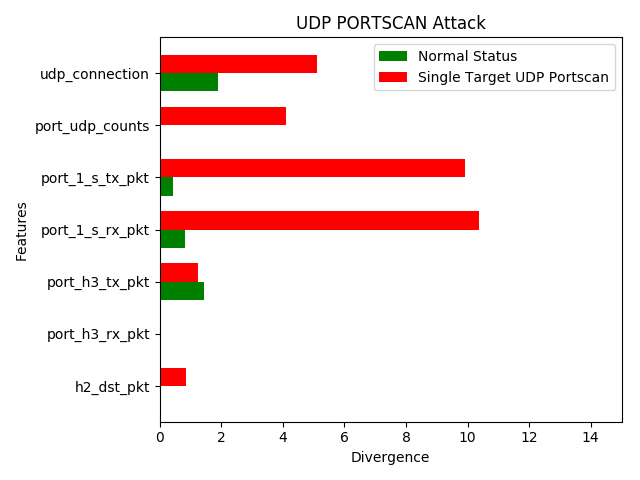 UDP PORTSCAN Attack
Normal Status
Single Target UDP Portscan
udp_connection
port_udp_counts
port_1_s_tx_pkt
port_1_s_rx_pkt
port_h3_tx_pkt
port_h3_rx_pkt
h2_dst_pkt
Features
0 2 4 6 8 10 12 14
Divergence